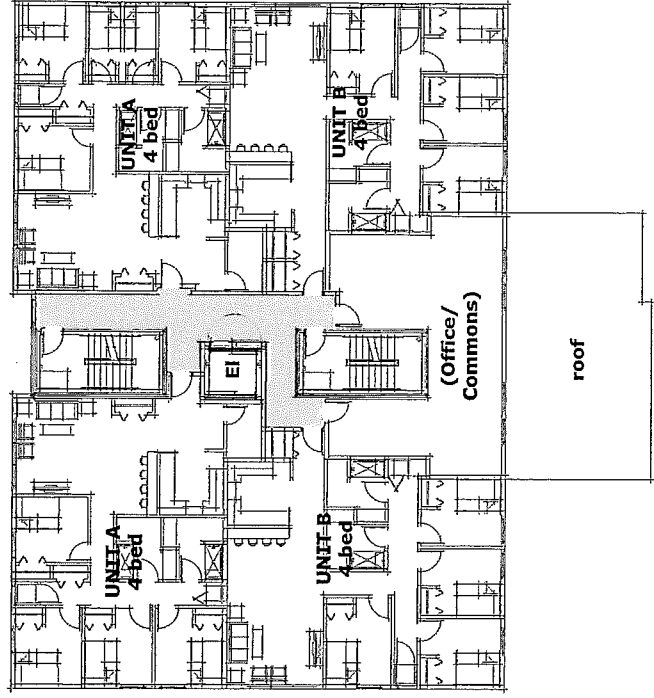 UNIT A
4 bed
UNIT A
4 bed
El
UNIT B
4 bed
UNIT B
4 bed
(Office/
Commons)
roof